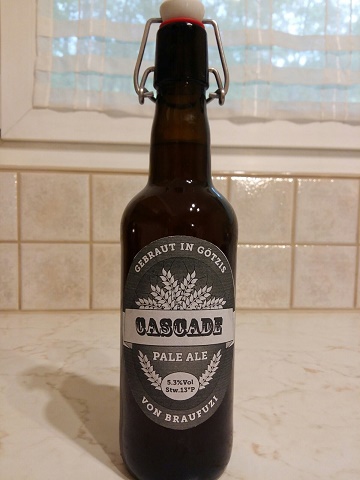 GEBRAUT IN GÖTZIS
CASCADE
PALE ALE
5.3%Vol
Stw.13°P
VON BRAUFUZI